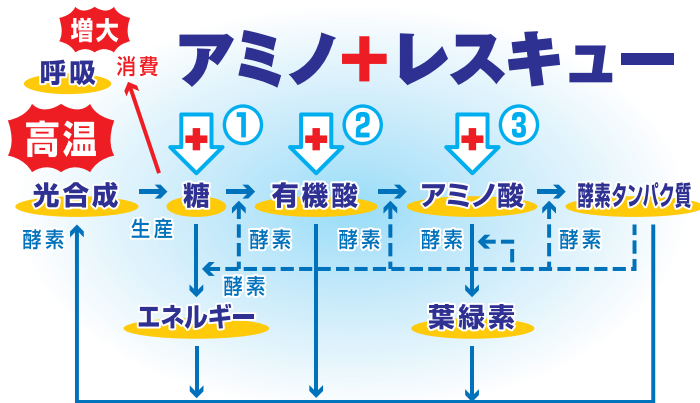 増大
アミノ+レスキュー
呼吸
消費
高温
1
2
3
光合成
糖
有機酸
アミノ酸
酵素タンパク質
酵素
生産
酵素
酵素
酵素
酵素
酵素
エネルギー
葉緑素